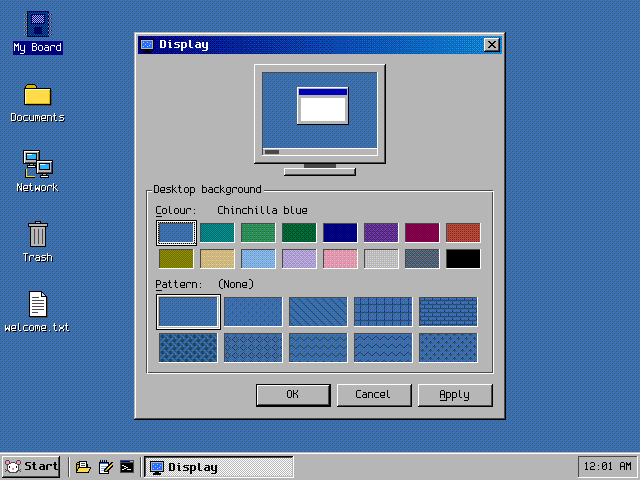 My Board
Documents
Network
Trash
welcome.txt
Display
Desktop background
Colour: Chinchilla blue
Pattern: (None)
OK Cancel Apply
Start Display 12:01 AM